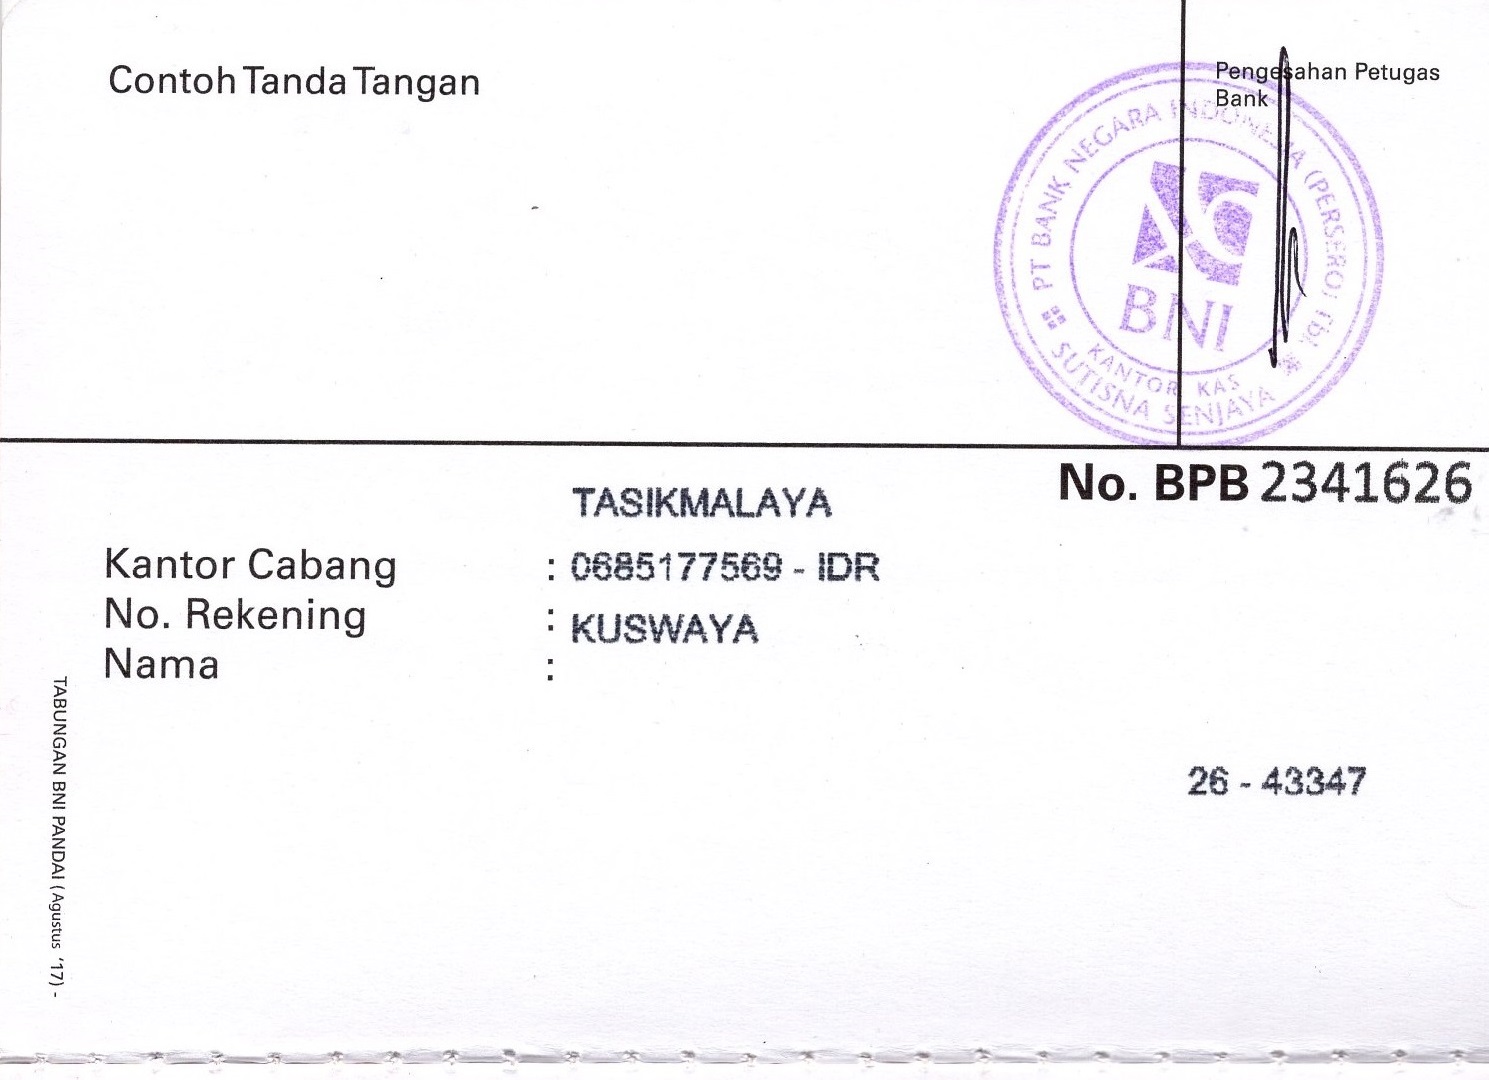 Contoh Tanda Tangan
Pengesahan Petugas
Bank
PT BANK NEGARA INDONESIA (PERSERO) Tbk
BNI
KANTOR KAS
SUTISNA SENJAYA
No. BPB 2341626
TASIKMALAYA
Kantor Cabang : 0685177569 - IDR
No. Rekening : KUSWAYA
Nama :
26 - 43347
TABUNGAN BNI PANDAI (Agustus '17) -